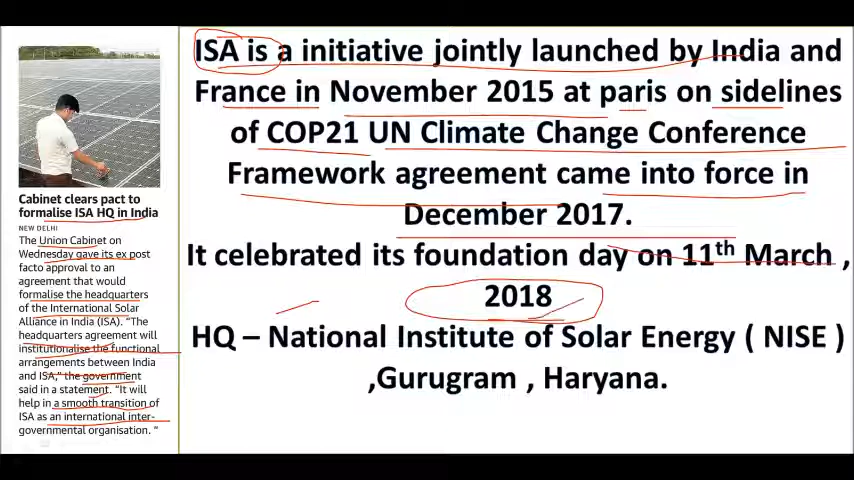 Cabinet clears pact to
formalise ISA HQ in India
NEW DELHI
The Union Cabinet on
Wednesday gave its ex post
facto approval to an
agreement that would
formalise the headquarters
of the International Solar
Alliance in India (ISA). "The
headquarters agreement will
institutionalise the functional
arrangements between India
and ISA," the government
said in a statement. "It will
help in a smooth transition of
ISA as an international inter-
governmental organisation. "
ISA is a initiative jointly launched by India and
France in November 2015 at paris on sidelines
of COP21 UN Climate Change Conference
Framework agreement came into force in
December 2017.
It celebrated its foundation day on 11th March ,
2018
HQ – National Institute of Solar Energy ( NISE )
,Gurugram , Haryana.